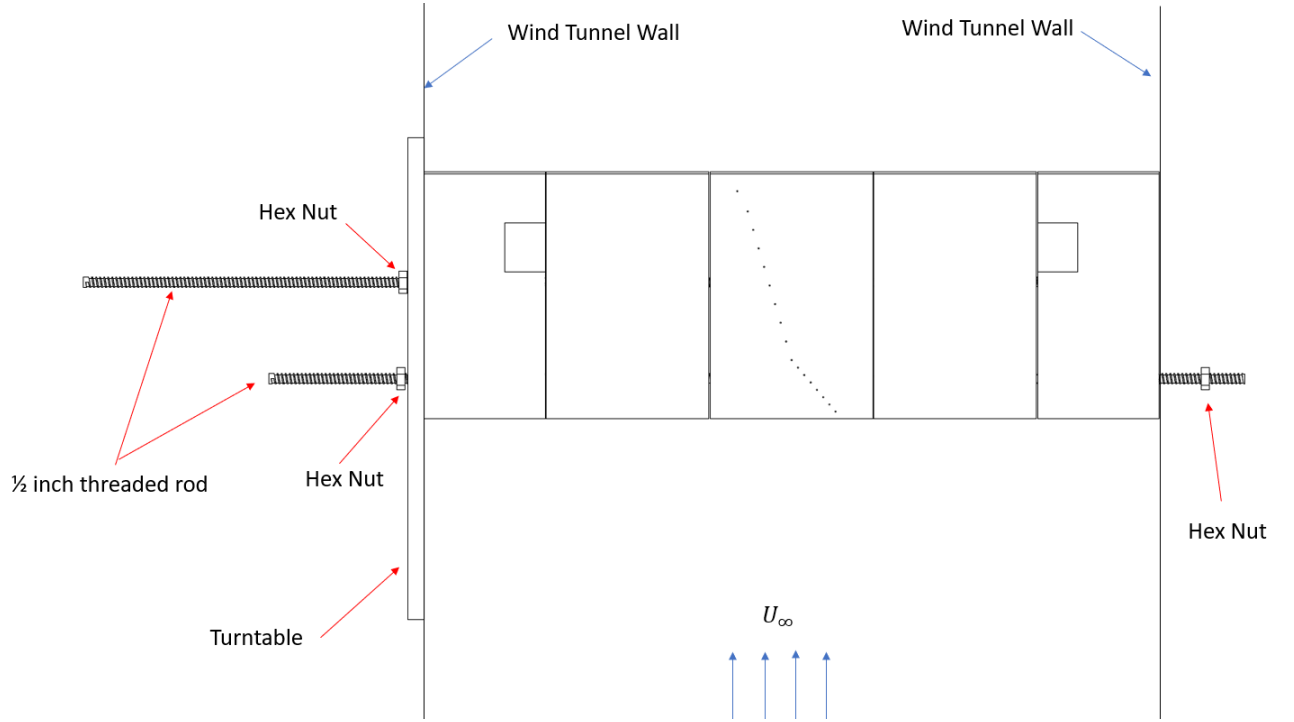 Wind Tunnel Wall
Wind Tunnel Wall
Hex Nut
½ inch threaded rod
Hex Nut
Hex Nut
Turntable
U∞